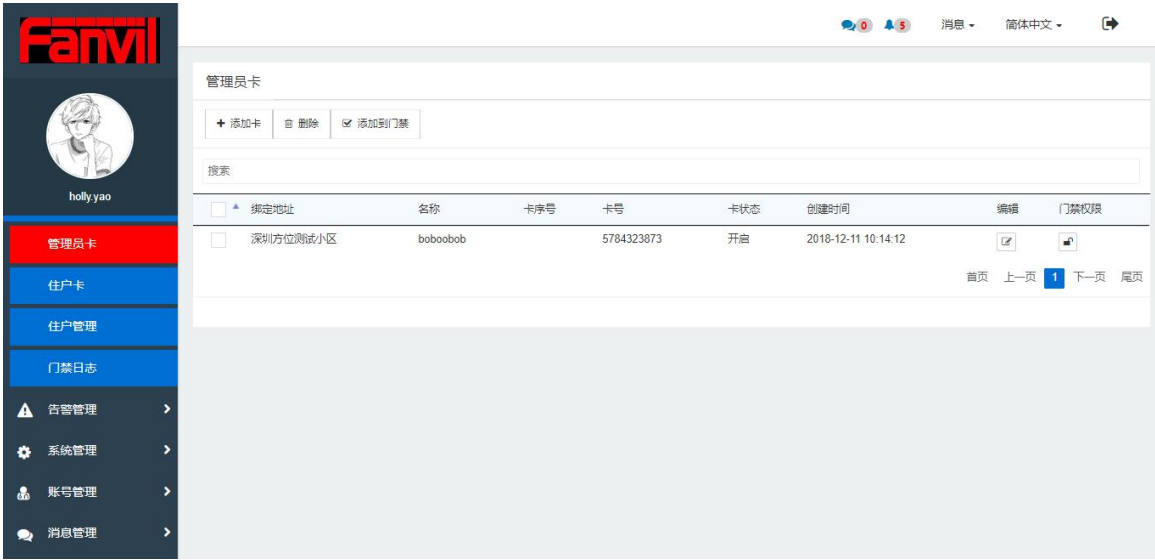 Fanvil
0 5 消息 简体中文
holly.yao
管理员卡
住户卡
住户管理
门禁日志
告警管理
系统管理
账号管理
消息管理
管理员卡
添加卡 删除 添加到门禁
搜索
绑定地址 名称 卡序号 卡号 卡状态 创建时间 编辑 门禁权限
深圳方位测试小区 boboobob 5784323873 开启 2018-12-11 10:14:12
首页 上一页 1 下一页 尾页